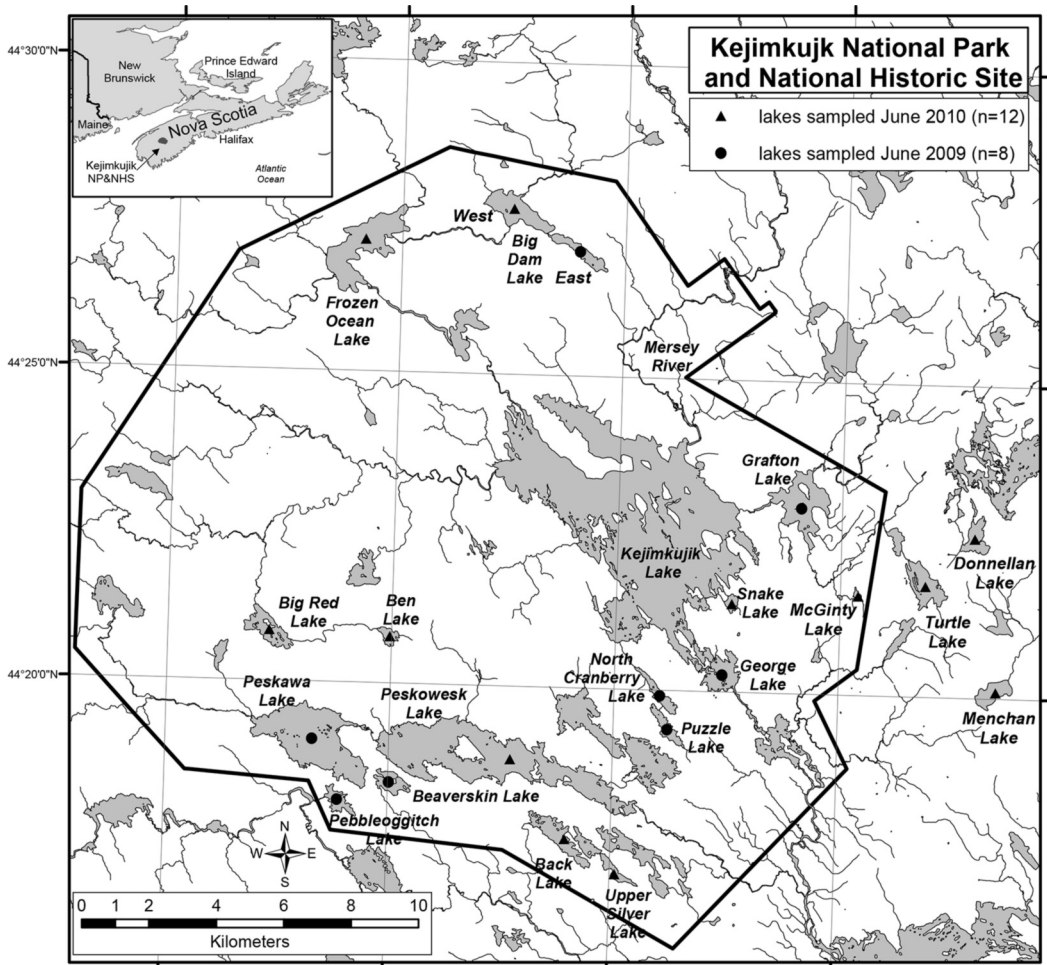 44°30'0"N
44°25'0"N
44°20'0"N
New
Brunswick
Prince Edward
Island
Maine
Nova Scotia
Halifax
Kejimkujik
NP&NHS
Atlantic
Ocean
Kejimkujk National Park
and National Historic Site
lakes sampled June 2010 (n=12)
lakes sampled June 2009 (n=8)
West
Big
Dam
Lake
East
Frozen
Ocean
Lake
Mersey
River
Grafton
Lake
Kejimkujik
Lake
Donnellan
Lake
Snake
Lake
McGinty
Lake
Turtle
Lake
Big Red
Lake
Ben
Lake
North
Cranberry
Lake
George
Lake
Menchan
Lake
Peskawa
Lake
Peskowesk
Lake
Puzzle
Lake
Beaverskin Lake
Pebbleoggitch
Lake
Back
Lake
Upper
Silver
Lake
N
W E
S
0 1 2 4 6 8 10
Kilometers